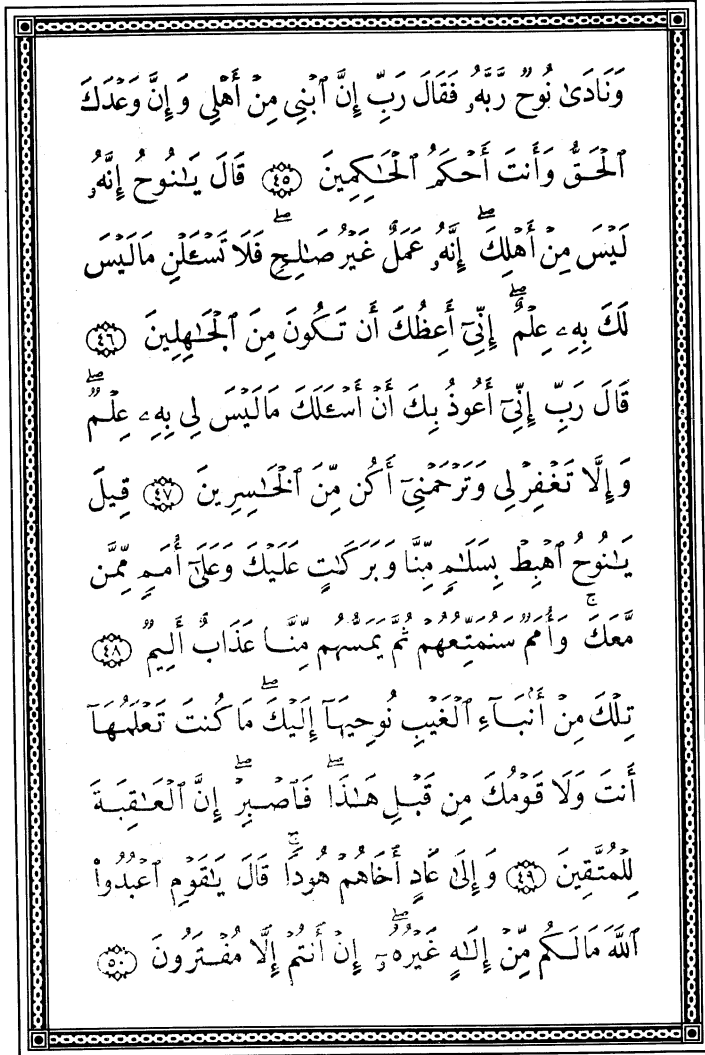 وَنَادَىٰ نُوحٌ رَّبَّهُۥ فَقَالَ رَبِّ إِنَّ ٱبْنِى مِنْ أَهْلِى وَإِنَّ وَعْدَكَ
ٱلْحَقُّ وَأَنتَ أَحْكَمُ ٱلْحَٰكِمِينَ ٤٥ قَالَ يَٰنُوحُ إِنَّهُۥ
لَيْسَ مِنْ أَهْلِكَ ۖ إِنَّهُۥ عَمَلٌ غَيْرُ صَٰلِحٍ ۖ فَلَا تَسْـَٔلْنِ مَا لَيْسَ
لَكَ بِهِۦ عِلْمٌ ۖ إِنِّىٓ أَعِظُكَ أَن تَكُونَ مِنَ ٱلْجَٰهِلِينَ ٤٦
قَالَ رَبِّ إِنِّىٓ أَعُوذُ بِكَ أَنْ أَسْـَٔلَكَ مَا لَيْسَ لِى بِهِۦ عِلْمٌ ۖ
وَإِلَّا تَغْفِرْ لِى وَتَرْحَمْنِىٓ أَكُن مِّنَ ٱلْخَٰسِرِينَ ٤٧ قِيلَ
يَٰنُوحُ ٱهْبِطْ بِسَلَٰمٍ مِّنَّا وَبَرَكَٰتٍ عَلَيْكَ وَعَلَىٰٓ أُمَمٍ مِّمَّن
مَّعَكَ ۚ وَأُمَمٌ سَنُمَتِّعُهُمْ ثُمَّ يَمَسُّهُم مِّنَّا عَذَابٌ أَلِيمٌ ٤٨
تِلْكَ مِنْ أَنۢبَآءِ ٱلْغَيْبِ نُوحِيهَآ إِلَيْكَ ۖ مَا كُنتَ تَعْلَمُهَآ
أَنتَ وَلَا قَوْمُكَ مِن قَبْلِ هَٰذَا ۖ فَٱصْبِرْ ۖ إِنَّ ٱلْعَٰقِبَةَ
لِلْمُتَّقِينَ ٤٩ وَإِلَىٰ عَادٍ أَخَاهُمْ هُودًا ۚ قَالَ يَٰقَوْمِ ٱعْبُدُوا۟
ٱللَّهَ مَا لَكُم مِّنْ إِلَٰهٍ غَيْرُهُۥٓ ۖ إِنْ أَنتُمْ إِلَّا مُفْتَرُونَ ٥٠